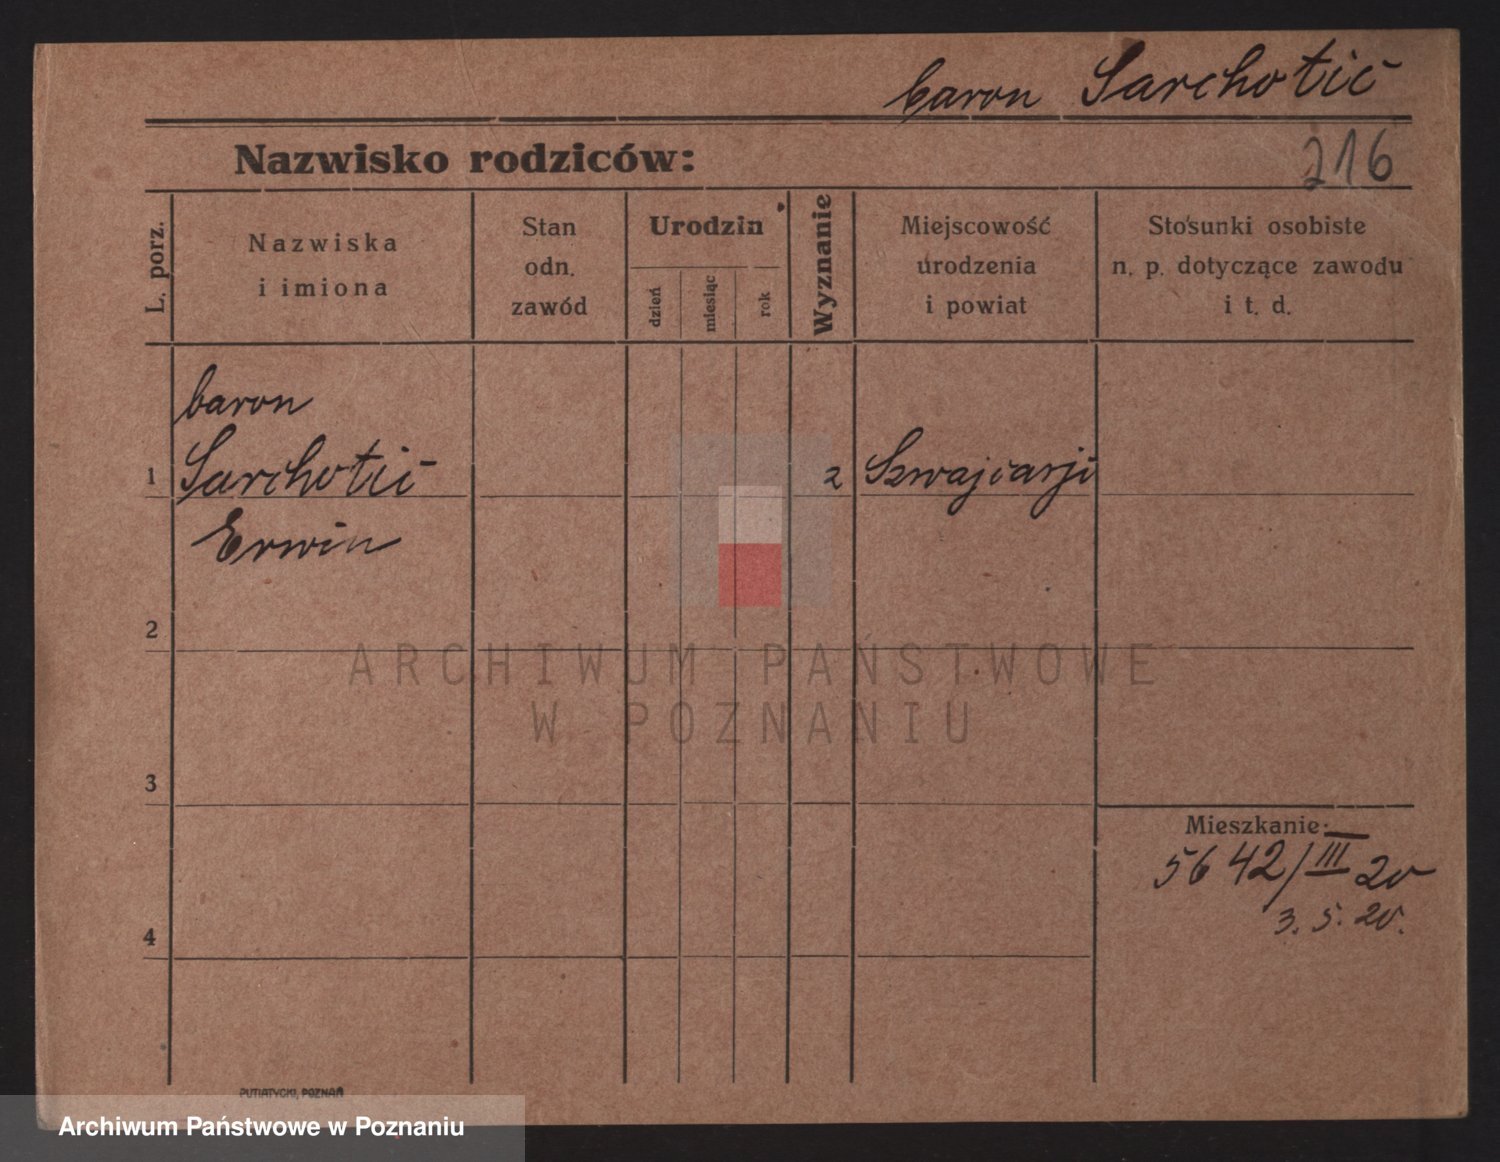 baron Sarchotić
216
Nazwisko rodziców:
L. porz.
Nazwiska
i imiona
Stan
odn.
zawód
Urodzin
dzień
miesiąc
rok
Wyznanie
Miejscowość
urodzenia
i powiat
Stosunki osobiste
n. p. dotyczące zawodu
i t. d.
baron
1 Sarchotić z Szwajcarji
Erwin
2
3
4
Mieszkanie:
5642/III 20
3. 5. 20.
ARCHIWUM PAŃSTWOWE
W POZNANIU
PUTIATYCKI, POZNAŃ
Archiwum Państwowe w Poznaniu